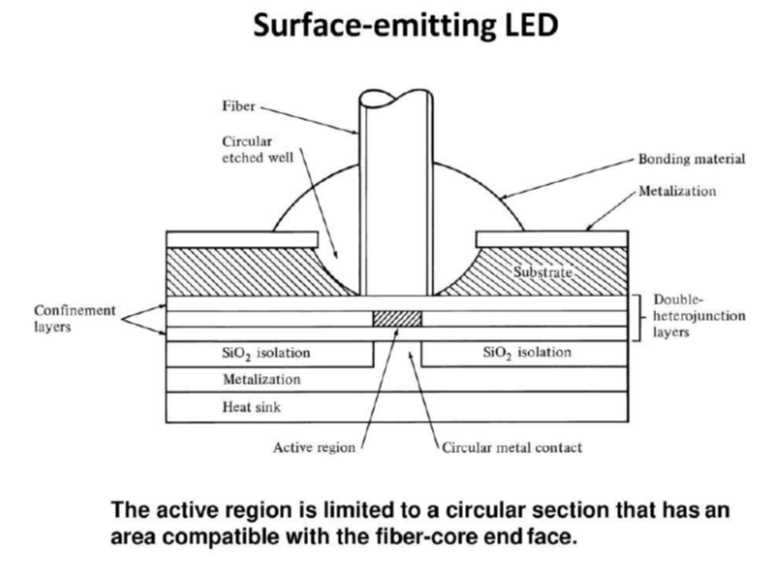 Surface-emitting LED
Fiber
Circular
etched well
Bonding material
Metalization
Substrate
Confinement
layers
Double-
heterojunction
layers
SiO₂ isolation
SiO₂ isolation
Metalization
Heat sink
Active region
Circular metal contact
The active region is limited to a circular section that has an
area compatible with the fiber-core end face.